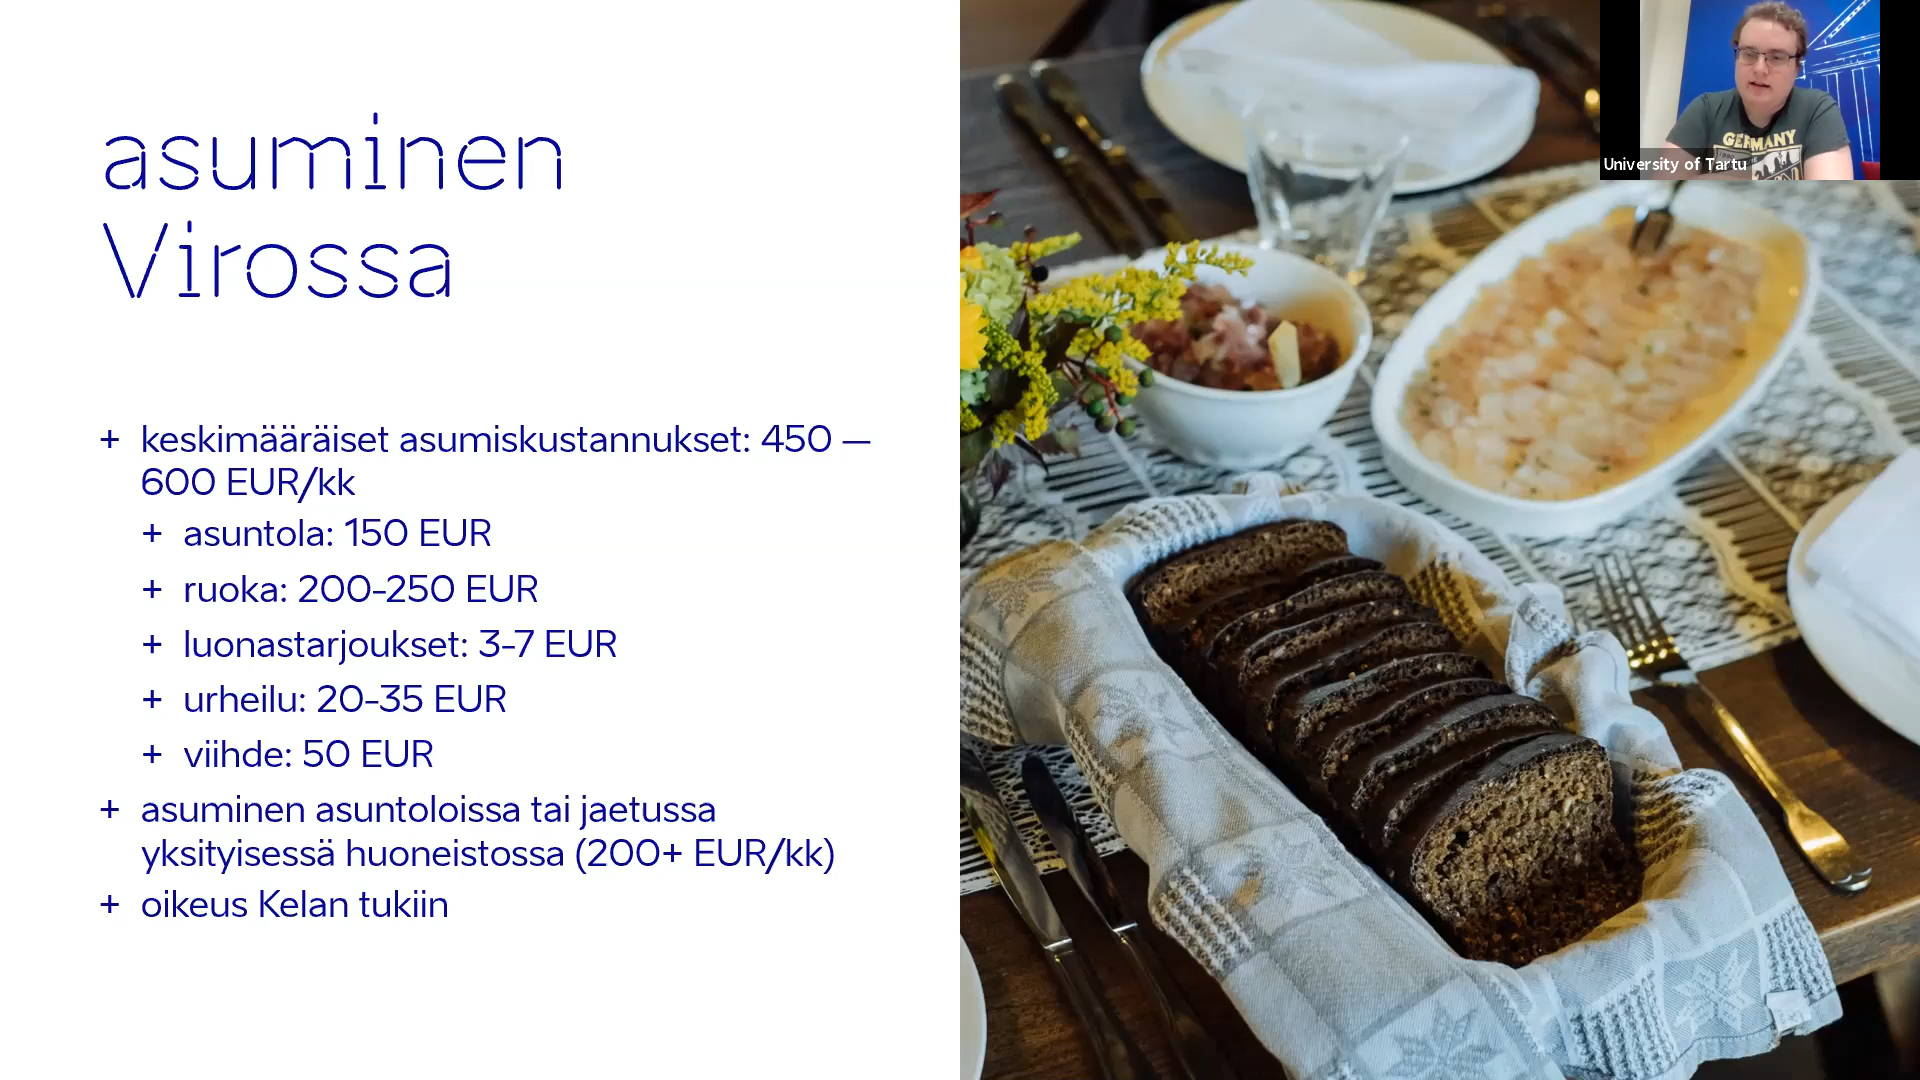 asuminen
Virossa
+ keskimääräiset asumiskustannukset: 450 –
600 EUR/kk
+ asuntola: 150 EUR
+ ruoka: 200-250 EUR
+ luonastarjoukset: 3-7 EUR
+ urheilu: 20-35 EUR
+ viihde: 50 EUR
+ asuminen asuntoloissa tai jaetussa
yksityisessä huoneistossa (200+ EUR/kk)
+ oikeus Kelan tukiin
GERMANY
University of Tartu